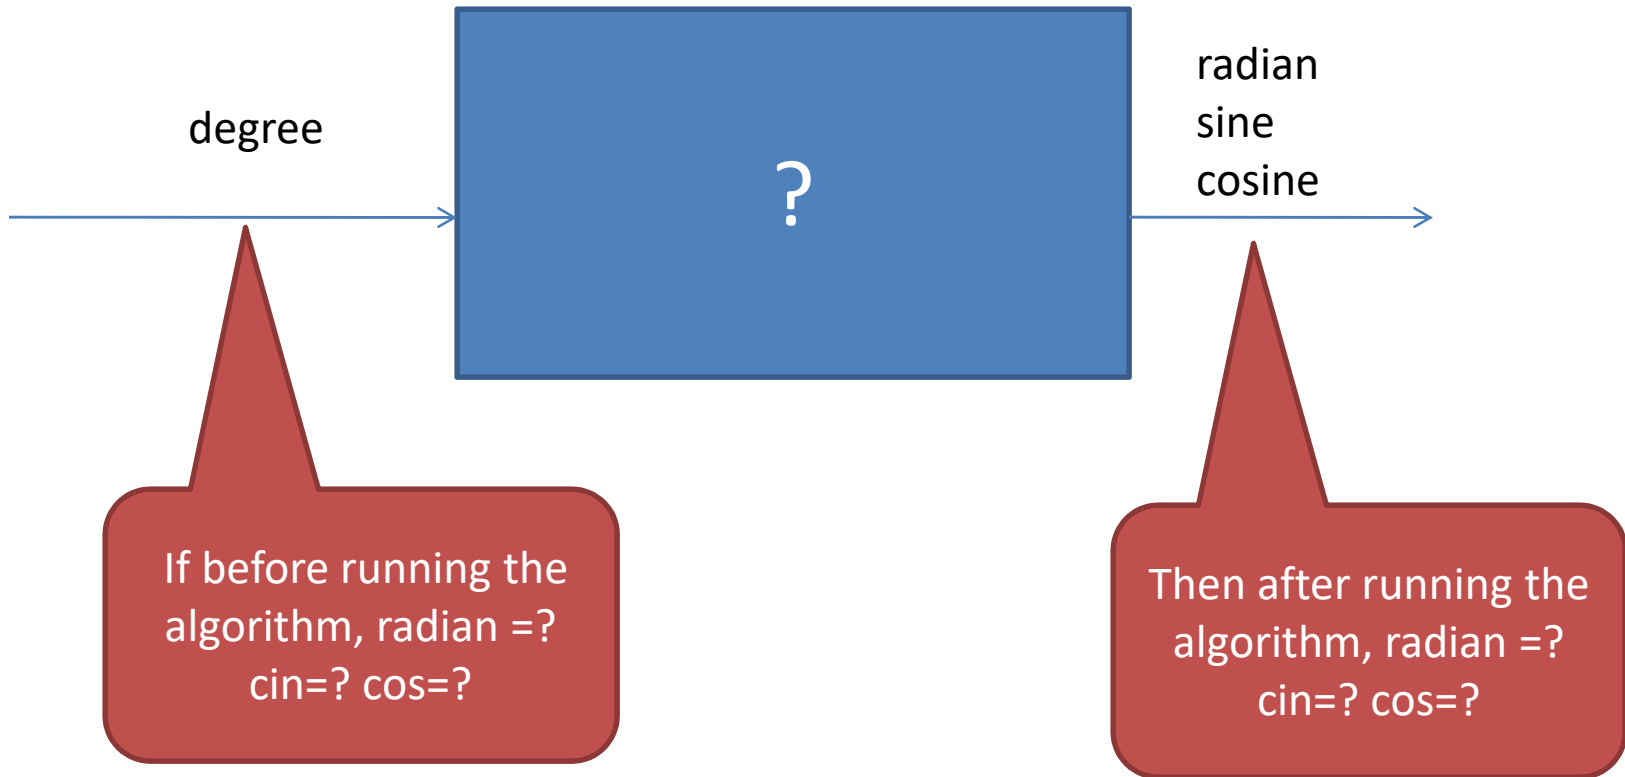 degree
?
radian
sine
cosine
If before running the
algorithm, radian =?
cin=? cos=?
Then after running the
algorithm, radian =?
cin=? cos=?